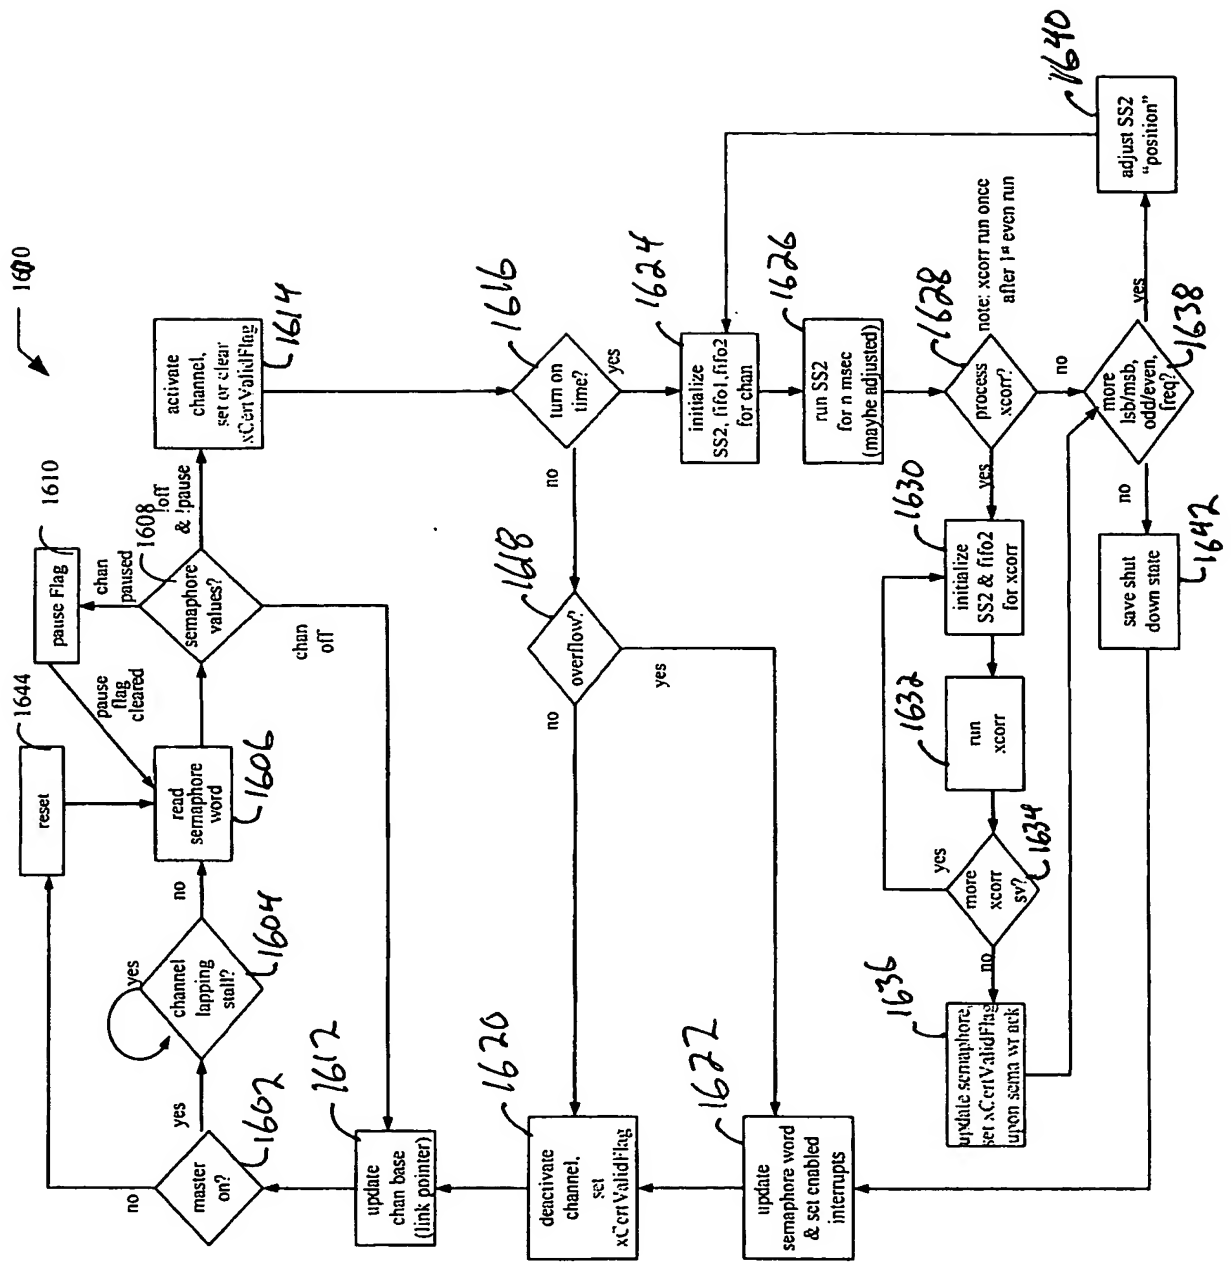 1600
master
on?
1602
yes
no
channel
lapping
stall?
1604
yes
no
reset
1644
read
semaphore
word
1606
pause
flag
cleared
pause Flag
1610
chan
paused
semaphore
values?
1608
!off
& !pause
chan
off
activate
channel,
set or clear
xCertValidFlag
1614
update
chan base
(link pointer)
1612
turn on
time?
1616
yes
no
overflow?
1618
no
yes
deactivate
channel,
set
xCertValidFlag
1620
update
semaphore word
& set enabled
interrupts
1622
initialize
SS2, fifo1, fifo2
for chan
1624
run SS2
for n msec
(maybe adjusted)
1626
process
xcorr?
1628
note: xcorr run once
after 1st even run
yes
no
initialize
SS2 & fifo2
for xcorr
1630
run
xcorr
1632
more
xcorr
sv?
1634
yes
no
update semaphore,
set xCertValidFlag
upon sema wr ack
1636
more
lsb/msb,
odd/even,
freq?
1638
yes
no
adjust SS2
"position"
1640
save shut
down state
1642